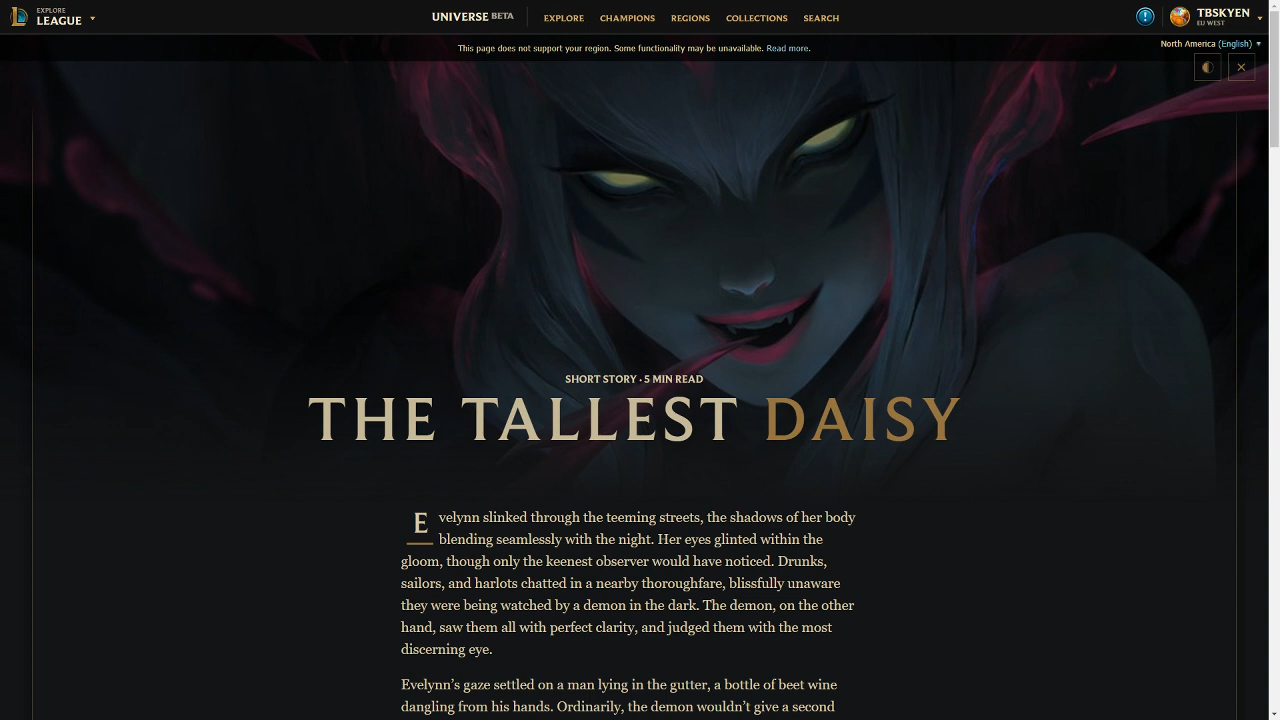 EXPLORE
LEAGUE
UNIVERSE BETA
EXPLORE
CHAMPIONS
REGIONS
COLLECTIONS
SEARCH
TBSKYEN
EU WEST
This page does not support your region. Some functionality may be unavailable. Read more.
North America (English)
SHORT STORY • 5 MIN READ
THE TALLEST DAISY
Evelynn slinked through the teeming streets, the shadows of her body
blending seamlessly with the night. Her eyes glinted within the
gloom, though only the keenest observer would have noticed. Drunks,
sailors, and harlots chatted in a nearby thoroughfare, blissfully unaware
they were being watched by a demon in the dark. The demon, on the other
hand, saw them all with perfect clarity, and judged them with the most
discerning eye.
Evelynn’s gaze settled on a man lying in the gutter, a bottle of beet wine
dangling from his hands. Ordinarily, the demon wouldn’t give a second